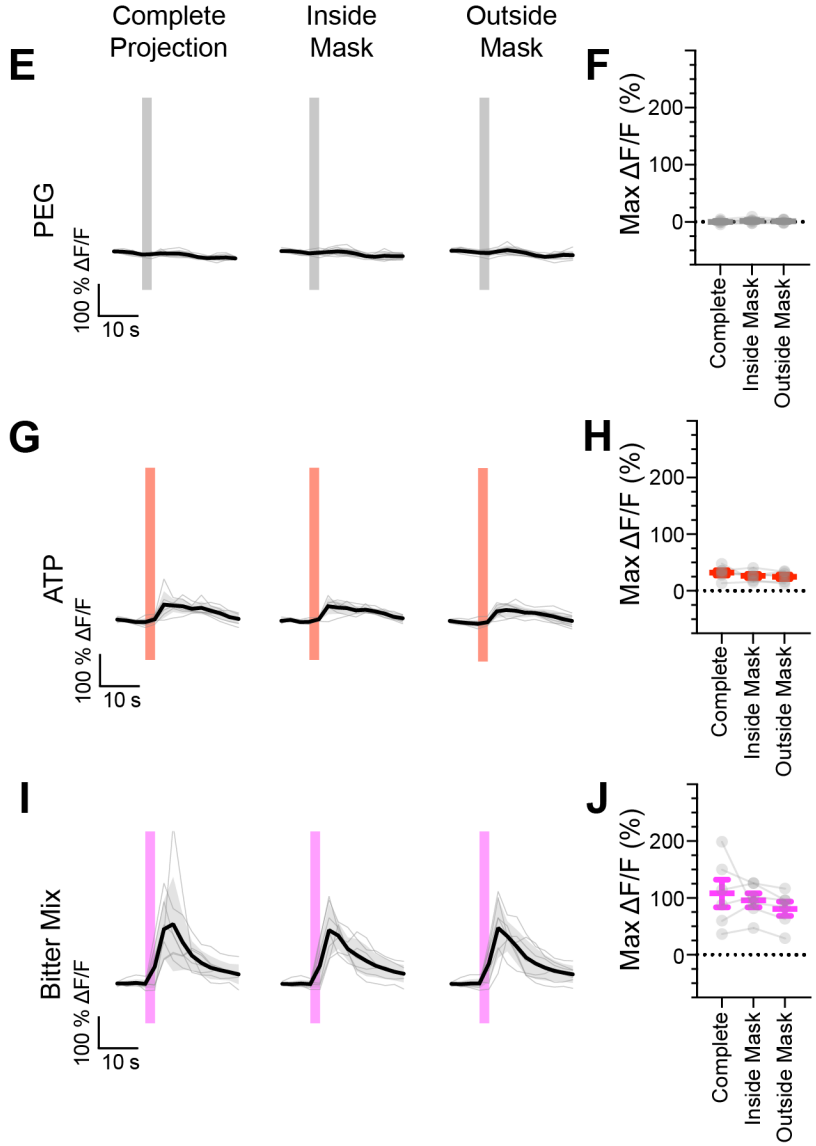 Complete Projection
Inside Mask
Outside Mask
E
PEG
100 % ΔF/F
10 s
F
Max ΔF/F (%)
200
100
0
Complete
Inside Mask
Outside Mask
G
ATP
100 % ΔF/F
10 s
H
Max ΔF/F (%)
200
100
0
Complete
Inside Mask
Outside Mask
I
Bitter Mix
100 % ΔF/F
10 s
J
Max ΔF/F (%)
200
100
0
Complete
Inside Mask
Outside Mask